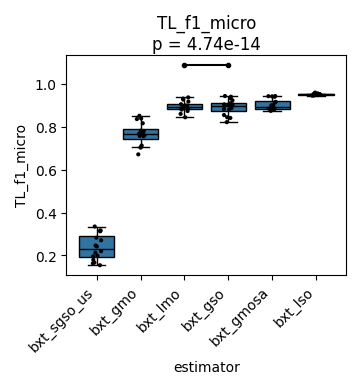 TL_f1_micro
p = 4.74e-14
TL_f1_micro
1.0
0.8
0.6
0.4
0.2
bxt_sgso_us
bxt_gmo
bxt_lmo
bxt_gso
bxt_gmosa
bxt_lso
estimator